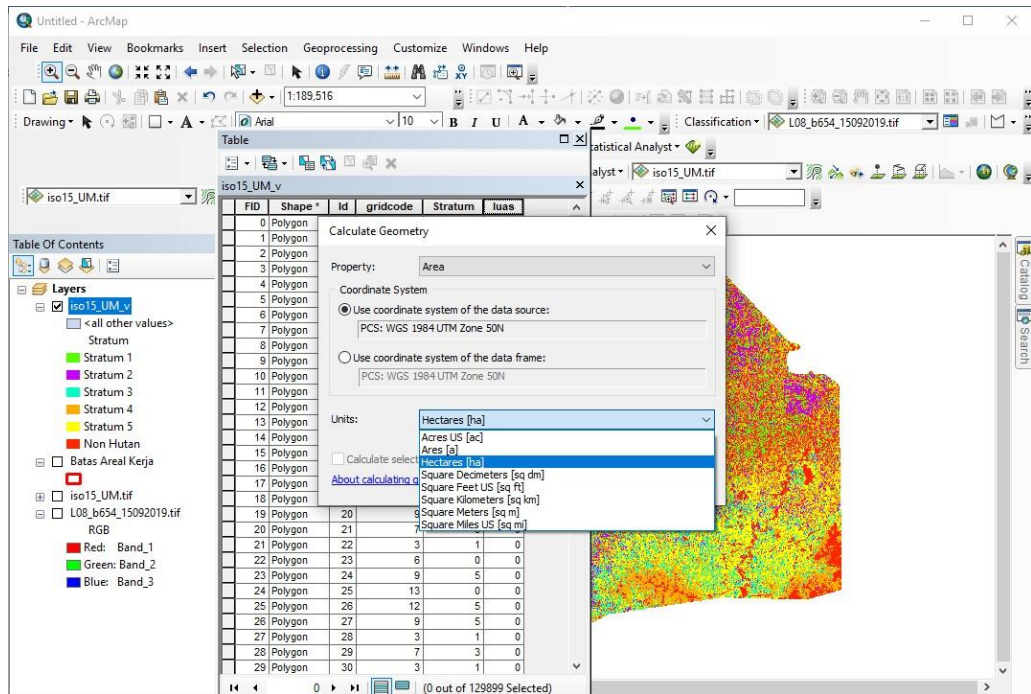 Untitled - ArcMap
File Edit View Bookmarks Insert Selection Geoprocessing Customize Windows Help
1:189,516
Drawing Arial 10 B I U A Classification L08_b654_15092019.tif
Table
tatistical Analyst
iso15_UM_v
alyst iso15_UM.tif
iso15_UM.tif
FID Shape * Id gridcode Stratum luas
Table Of Contents
Layers
iso15_UM_v
<all other values>
Stratum
Stratum 1
Stratum 2
Stratum 3
Stratum 4
Stratum 5
Non Hutan
Batas Areal Kerja
iso15_UM.tif
L08_b654_15092019.tif
RGB
Red: Band_1
Green: Band_2
Blue: Band_3
0 Polygon
1 Polygon
2 Polygon
3 Polygon
4 Polygon
5 Polygon
6 Polygon
7 Polygon
8 Polygon
9 Polygon
10 Polygon
11 Polygon
12 Polygon
13 Polygon
14 Polygon
15 Polygon
16 Polygon
17 Polygon
18 Polygon
19 Polygon 20 9
20 Polygon 21 7
21 Polygon 22 3 1 0
22 Polygon 23 6 0 0
23 Polygon 24 9 5 0
24 Polygon 25 13 0 0
25 Polygon 26 12 5 0
26 Polygon 27 9 5 0
27 Polygon 28 3 1 0
28 Polygon 29 7 3 0
29 Polygon 30 3 1 0
0 (0 out of 129899 Selected)
Calculate Geometry
Property: Area
Coordinate System
Use coordinate system of the data source:
PCS: WGS 1984 UTM Zone 50N
Use coordinate system of the data frame:
PCS: WGS 1984 UTM Zone 50N
Units: Hectares [ha]
Acres US [ac]
Ares [a]
Hectares [ha]
Square Decimeters [sq dm]
Square Feet US [sq ft]
Square Kilometers [sq km]
Square Meters [sq m]
Square Miles US [sq mi]
Calculate select
About calculating g
Catalog
Search